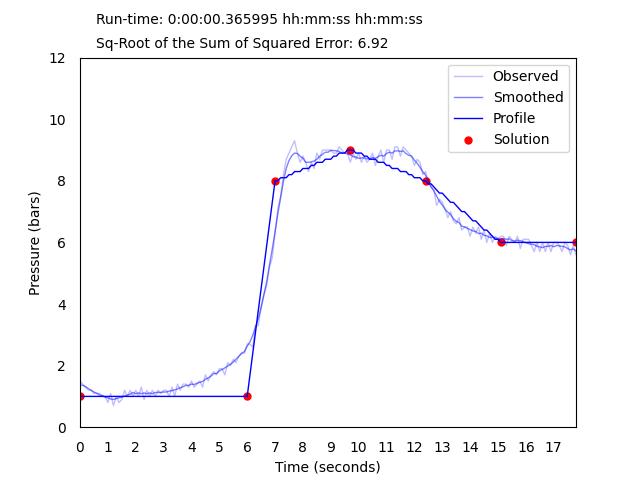 Run-time: 0:00:00.365995 hh:mm:ss hh:mm:ss
Sq-Root of the Sum of Squared Error: 6.92
Observed
Smoothed
Profile
Solution
12
10
8
6
4
2
0
Pressure (bars)
0 1 2 3 4 5 6 7 8 9 10 11 12 13 14 15 16 17
Time (seconds)